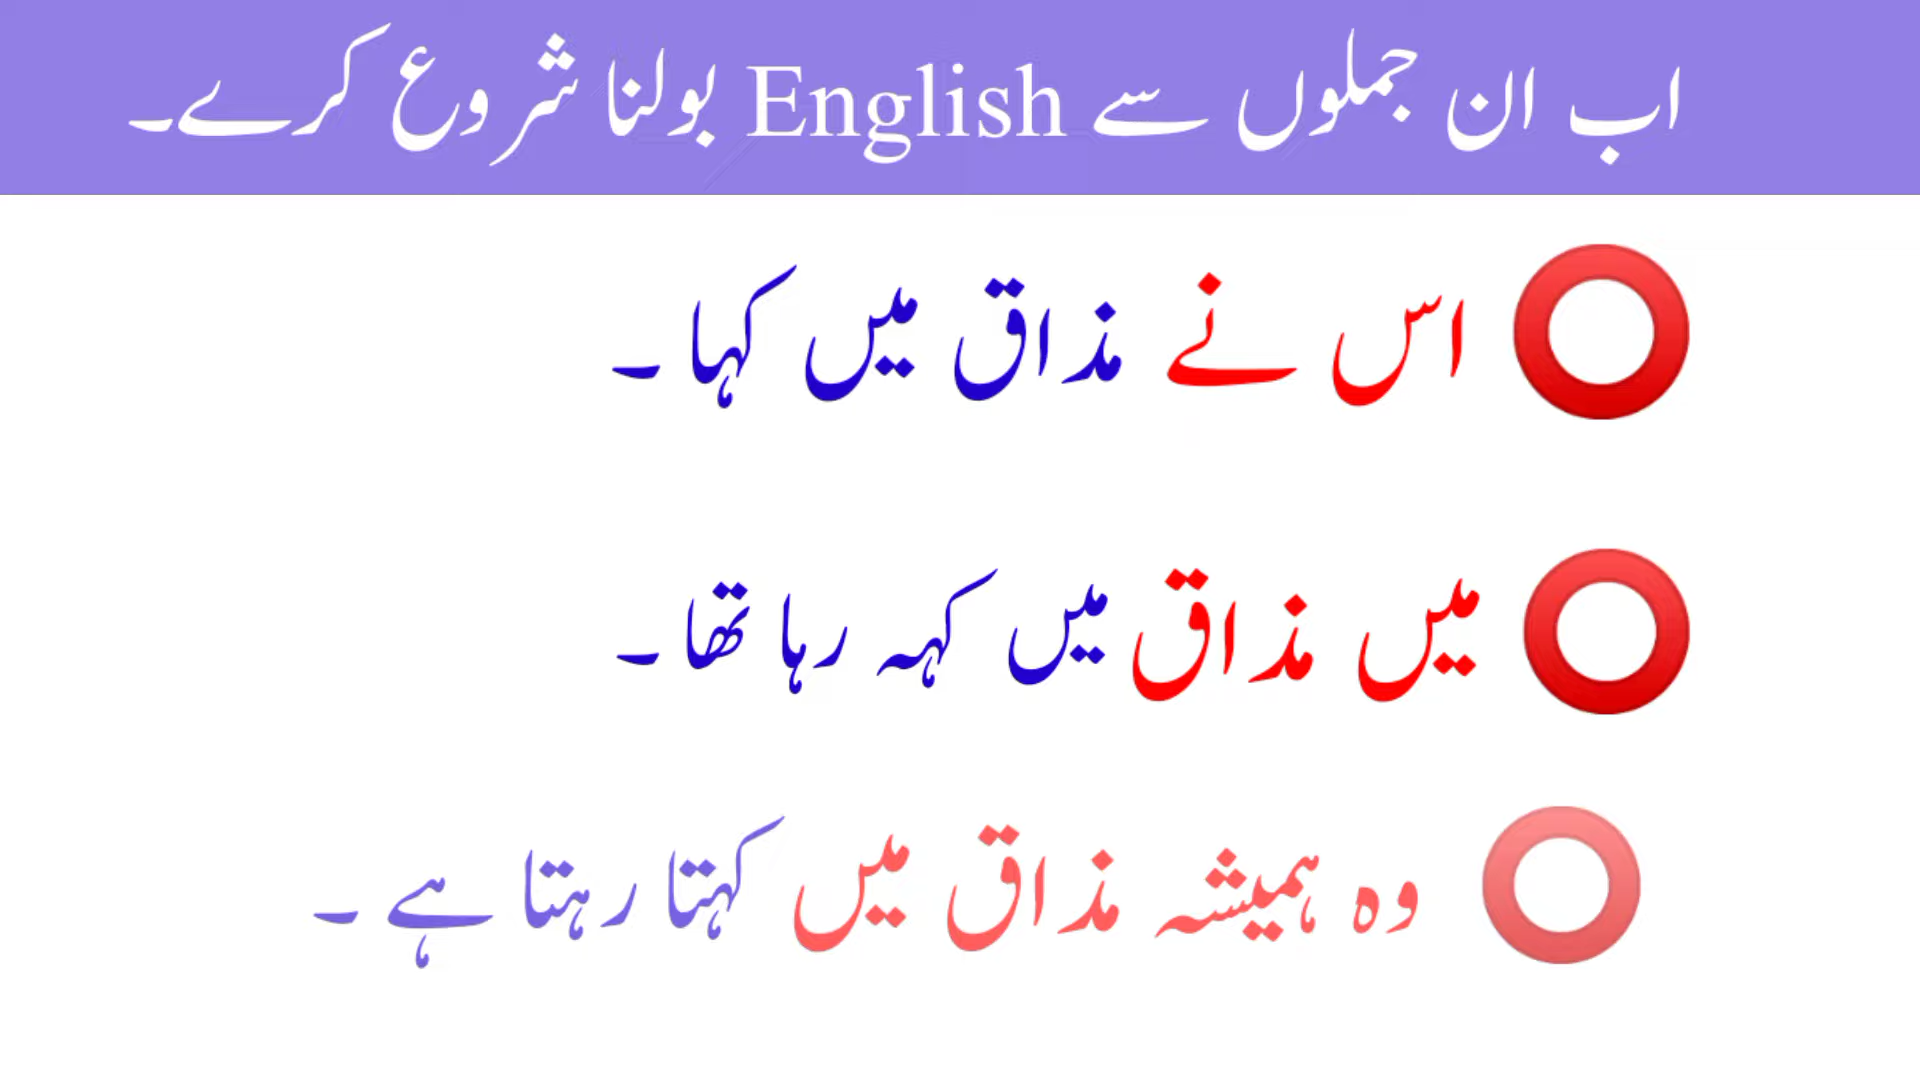 اب ان جملوں سے English بولنا شروع کرے۔
اس نے مذاق میں کہا ۔
میں مذاق میں کہہ رہا تھا ۔
وہ ہمیشہ مذاق میں کہتا رہتا ہے ۔